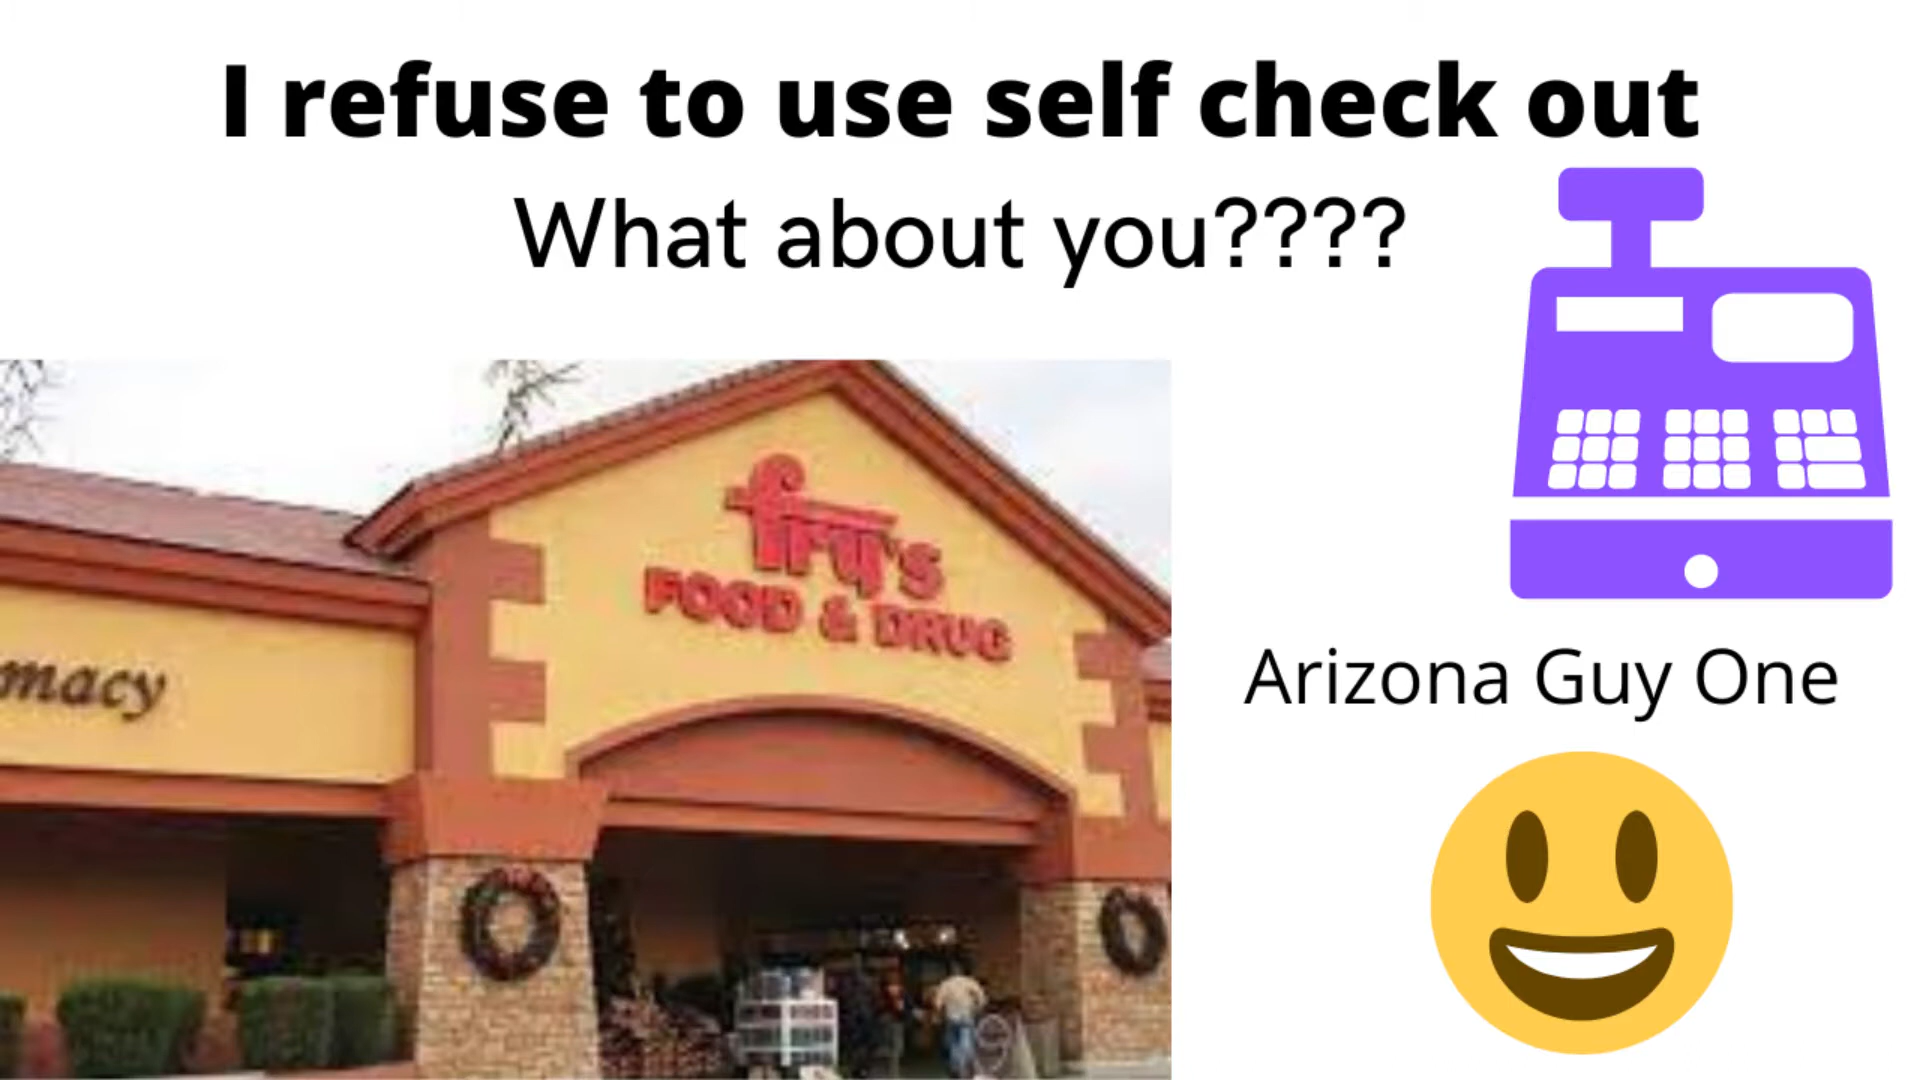 I refuse to use self check out
What about you????
fry's
FOOD & DRUG
macy
Arizona Guy One